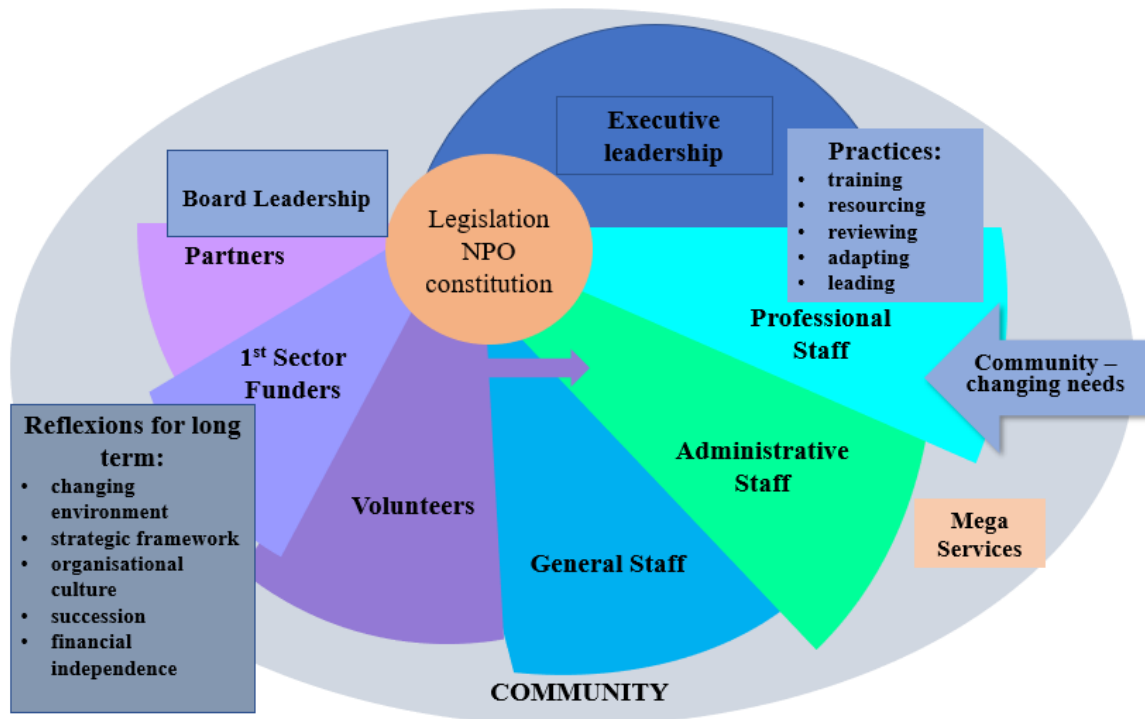 Executive
leadership
Board Leadership
Partners
Legislation
NPO
constitution
Practices:
• training
• resourcing
• reviewing
• adapting
• leading
Professional
Staff
1st Sector
Funders
Community –
changing needs
Reflexions for long
term:
• changing
environment
• strategic framework
• organisational
culture
• succession
• financial
independence
Volunteers
General Staff
Administrative
Staff
Mega
Services
COMMUNITY